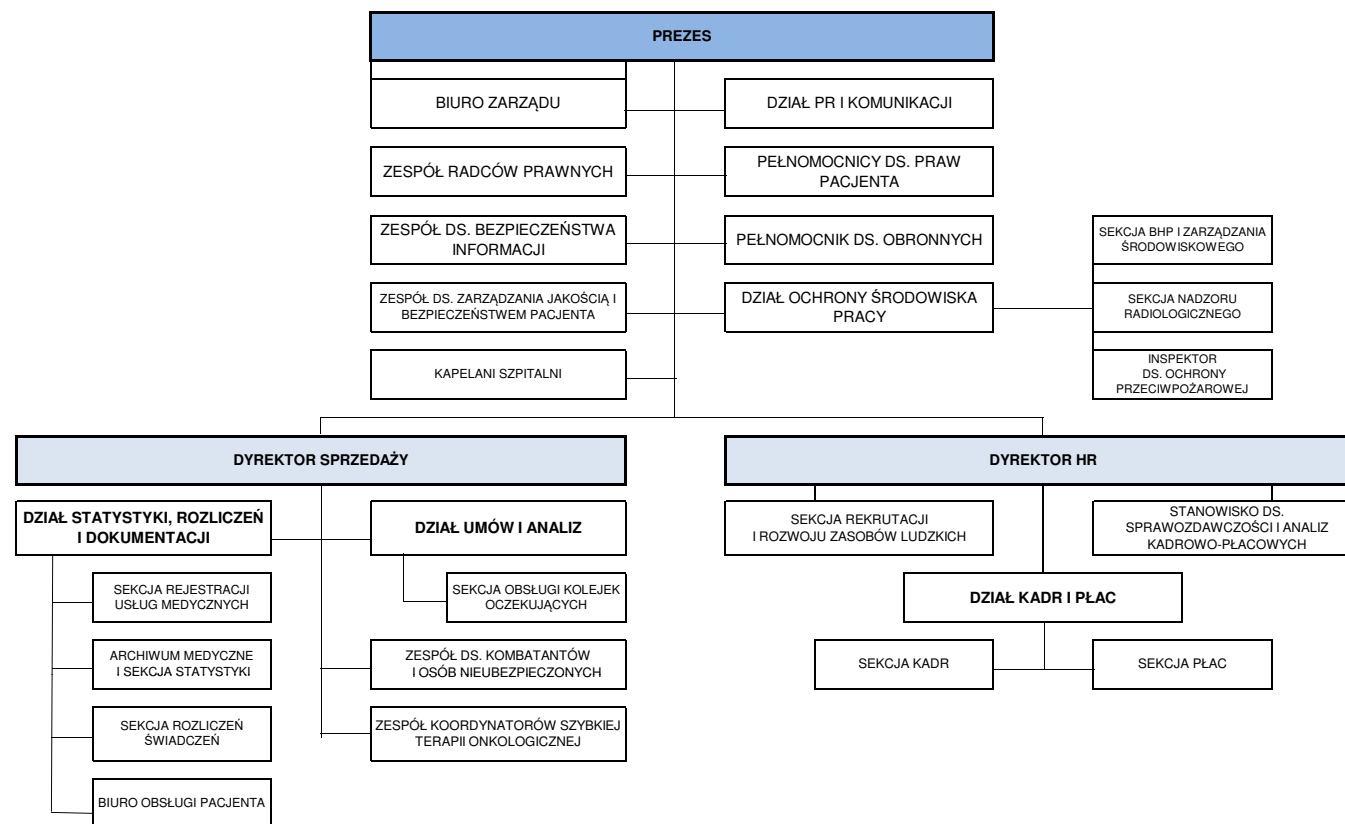 PREZES
BIURO ZARZĄDU
DZIAŁ PR I KOMUNIKACJI
ZESPÓŁ RADCÓW PRAWNYCH
PEŁNOMOCNICY DS. PRAW
PACJENTA
ZESPÓŁ DS. BEZPIECZEŃSTWA
INFORMACJI
PEŁNOMOCNIK DS. OBRONNYCH
SEKCJA BHP I ZARZĄDZANIA
ŚRODOWISKOWEGO
ZESPÓŁ DS. ZARZĄDZANIA JAKOŚCIĄ I
BEZPIECZEŃSTWEM PACJENTA
DZIAŁ OCHRONY ŚRODOWISKA
PRACY
SEKCJA NADZORU
RADIOLOGICZNEGO
KAPELANI SZPITALNI
INSPEKTOR
DS. OCHRONY
PRZECIWPOŻAROWEJ
DYREKTOR SPRZEDAŻY
DZIAŁ STATYSTYKI, ROZLICZEŃ
I DOKUMENTACJI
DZIAŁ UMÓW I ANALIZ
SEKCJA REJESTRACJI
USŁUG MEDYCZNYCH
SEKCJA OBSŁUGI KOLEJEK
OCZEKUJĄCYCH
ARCHIWUM MEDYCZNE
I SEKCJA STATYSTYKI
ZESPÓŁ DS. KOMBATANTÓW
I OSÓB NIEUBEZPIECZONYCH
SEKCJA ROZLICZEŃ
ŚWIADCZEŃ
ZESPÓŁ KOORDYNATORÓW SZYBKIEJ
TERAPII ONKOLOGICZNEJ
BIURO OBSŁUGI PACJENTA
DYREKTOR HR
SEKCJA REKRUTACJI
I ROZWOJU ZASOBÓW LUDZKICH
STANOWISKO DS.
SPRAWOZDAWCZOŚCI I ANALIZ
KADROWO-PŁACOWYCH
DZIAŁ KADR I PŁAC
SEKCJA KADR
SEKCJA PŁAC